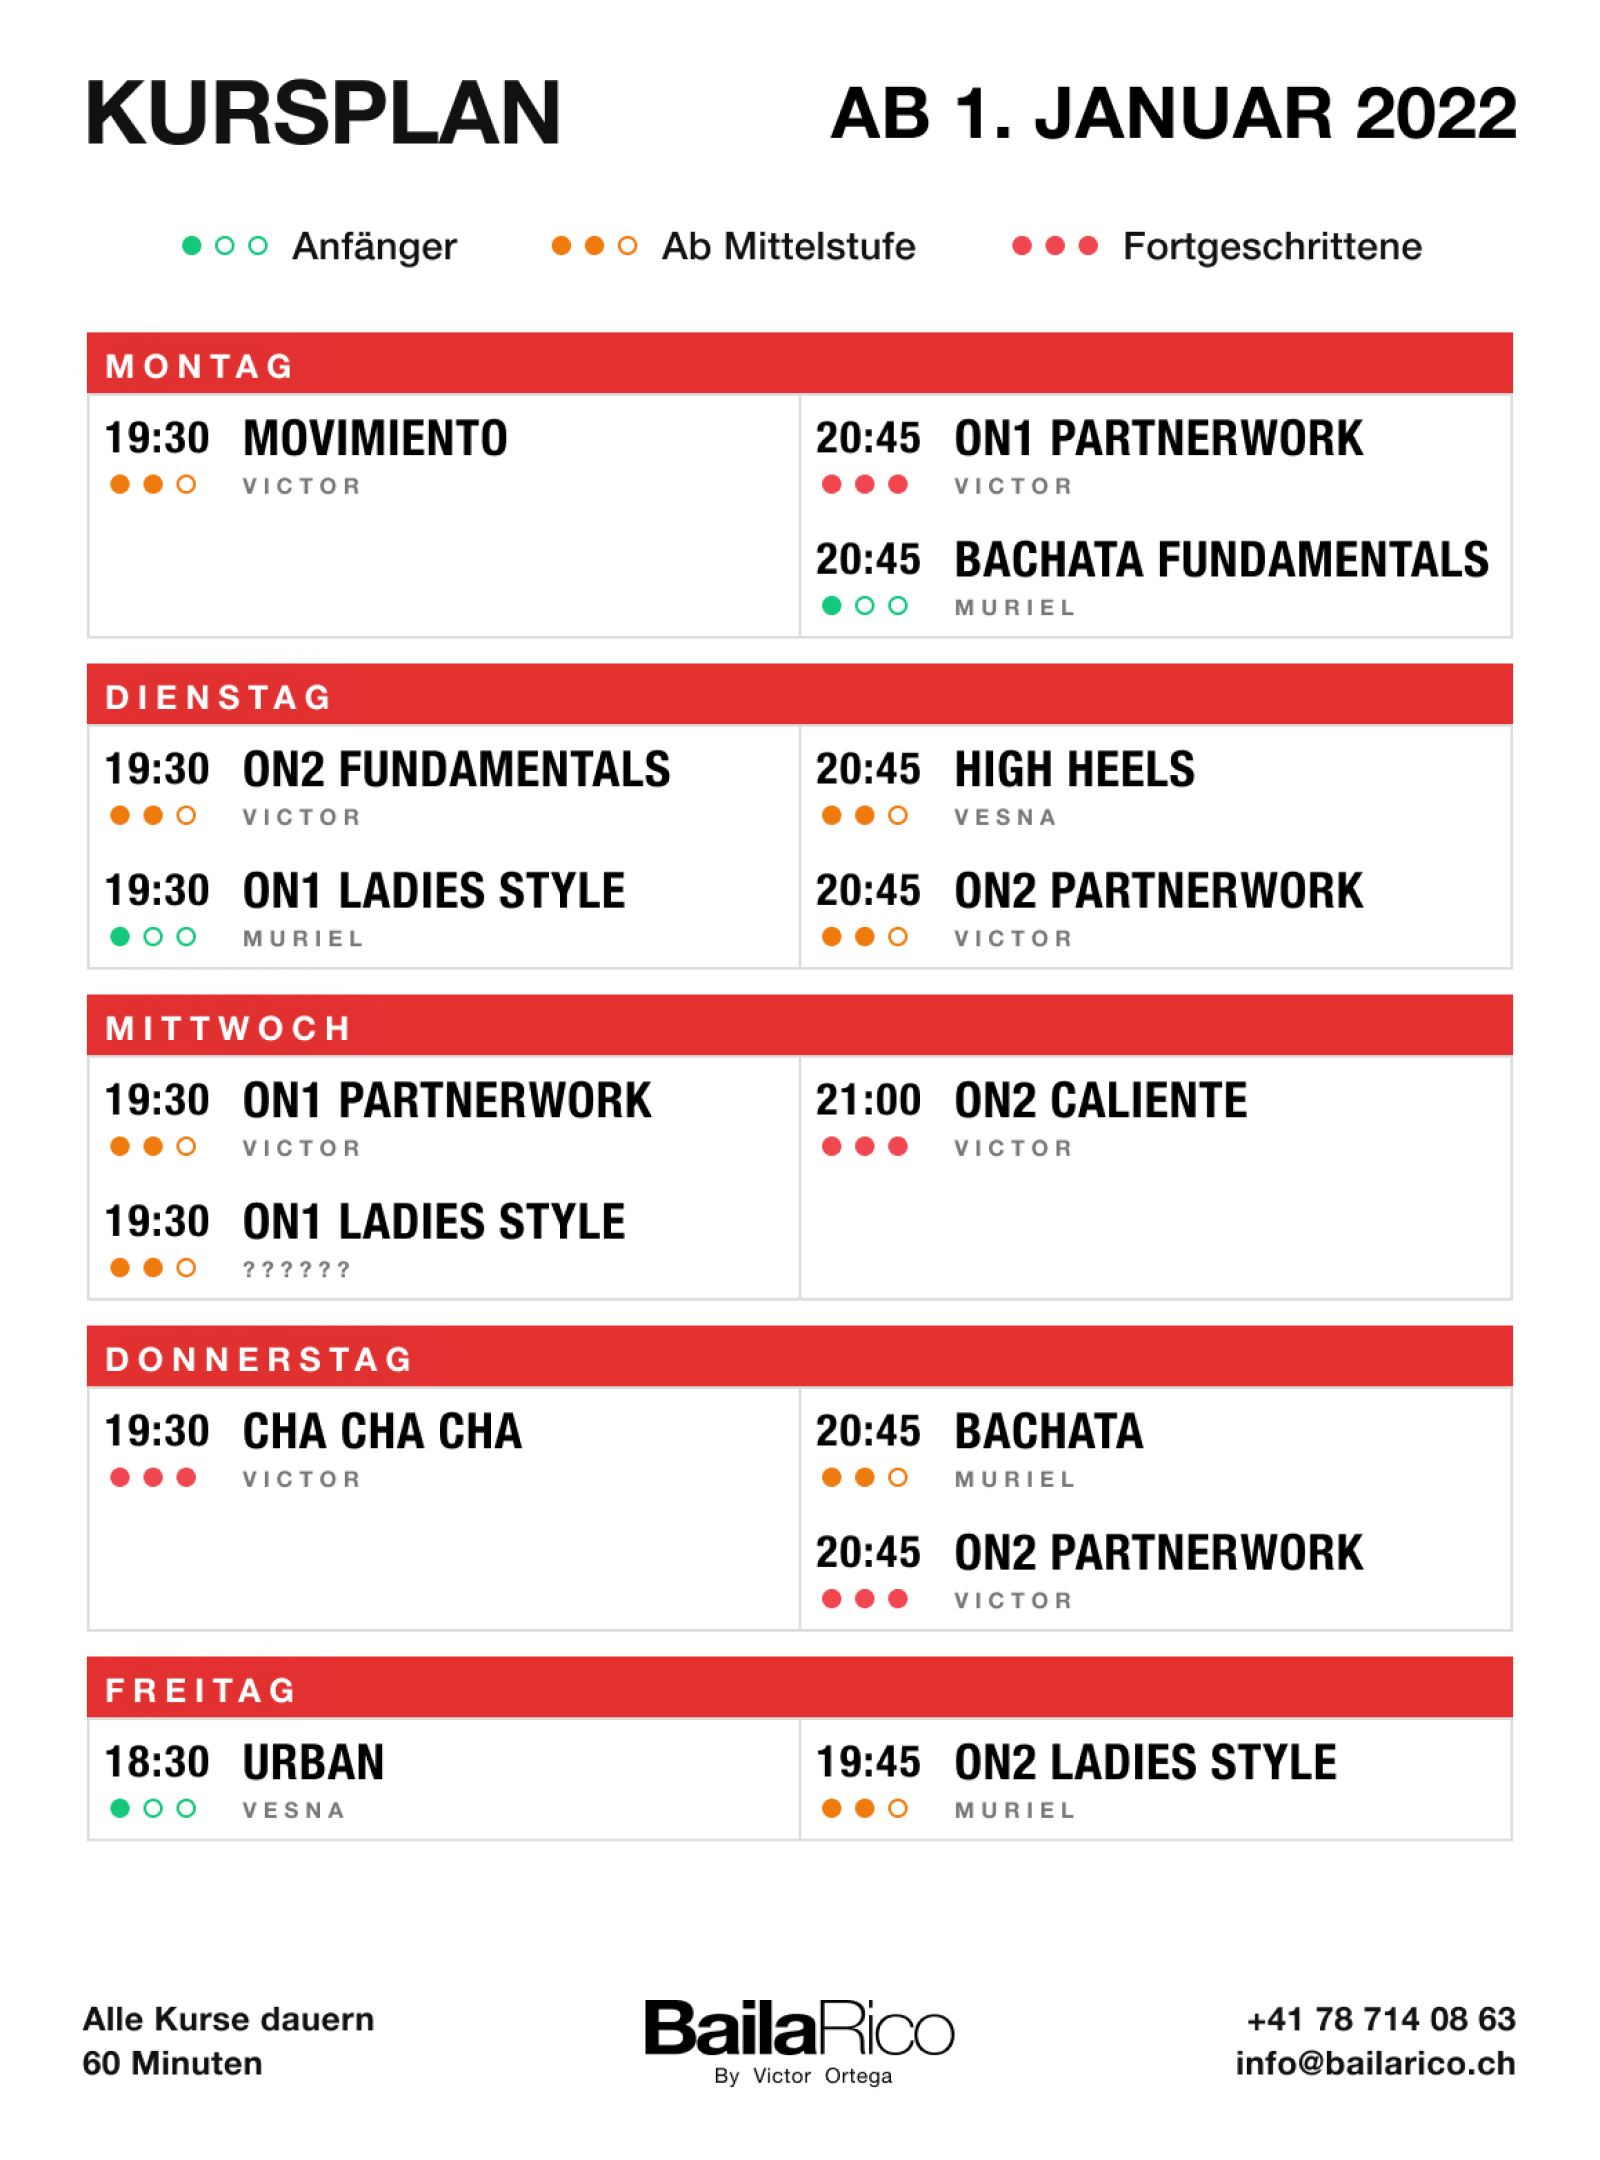 KURSPLAN
AB 1. JANUAR 2022
Anfänger
Ab Mittelstufe
Fortgeschrittene
MONTAG
19:30 MOVIMIENTO
VICTOR
20:45 ON1 PARTNERWORK
VICTOR
20:45 BACHATA FUNDAMENTALS
MURIEL
DIENSTAG
19:30 ON2 FUNDAMENTALS
VICTOR
19:30 ON1 LADIES STYLE
MURIEL
20:45 HIGH HEELS
VESNA
20:45 ON2 PARTNERWORK
VICTOR
MITTWOCH
19:30 ON1 PARTNERWORK
VICTOR
19:30 ON1 LADIES STYLE
??????
21:00 ON2 CALIENTE
VICTOR
DONNERSTAG
19:30 CHA CHA CHA
VICTOR
20:45 BACHATA
MURIEL
20:45 ON2 PARTNERWORK
VICTOR
FREITAG
18:30 URBAN
VESNA
19:45 ON2 LADIES STYLE
MURIEL
Alle Kurse dauern
60 Minuten
BailaRico
By Victor Ortega
+41 78 714 08 63
info@bailarico.ch